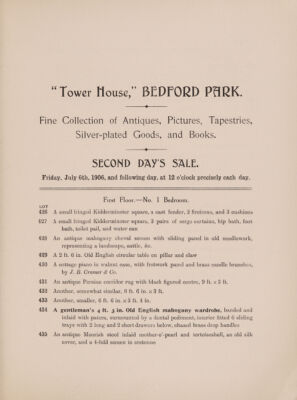 "Tower House," BEDFORD PARK.
Fine Collection of Antiques, Pictures, Tapestries,
Silver-plated Goods, and Books.
SECOND DAY'S SALE.
Friday, July 6th, 1906, and following day, at 12 o'clock precisely each day.
First Floor.—No. 1 Bedroom.
LOT
426 A small fringed Kidderminster square, a cast fender, 2 fireirons, and 3 cushions
427 A small fringed Kidderminster square, 2 pairs of serge curtains, hip bath, foot
bath, toilet pail, and water can
428 An antique mahogany cheval screen with sliding panel in old needlework,
representing a landscape, cattle, &c.
429 A 2 ft. 6 in. Old English circular table on pillar and claw
430 A cottage piano in walnut case, with fretwork panel and brass candle branches,
by J. B. Cramer & Co.
431 An antique Persian corridor rug with black figured centre, 9 ft. x 3 ft.
432 Another, somewhat similar, 8 ft. 6 in. x 3 ft.
433 Another, smaller, 6 ft. 6 in. x 3 ft. 4 in.
434 A gentleman's 4 ft. 5 in. Old English mahogany wardrobe, banded and
inlaid with patera, surmounted by a dental pediment, interior fitted 6 sliding
trays with 2 long and 2 short drawers below, chased brass drop handles
435 An antique Moorish stool inlaid mother-o'-pearl and tortoiseshell, an old silk
cover, and a 4-fold screen in cretonne